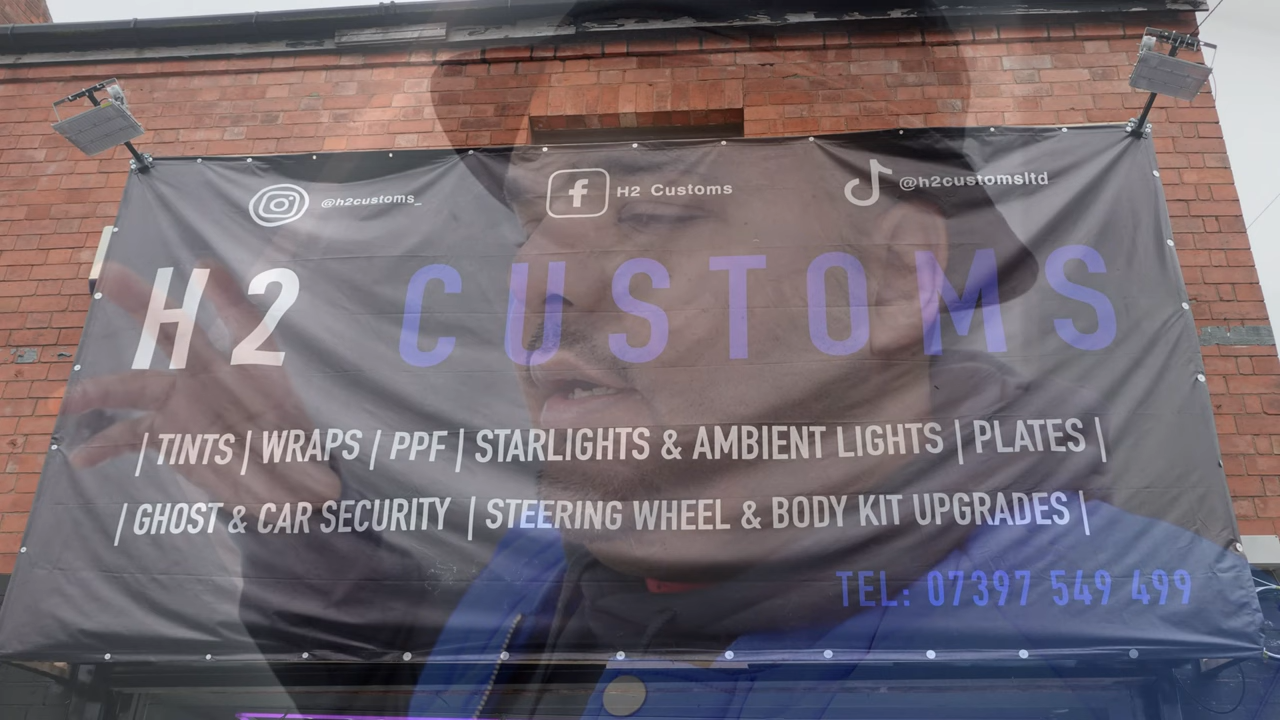 @h2customs_
H2 Customs
@h2customsltd
H2 CUSTOMS
| TINTS | WRAPS | PPF | STARLIGHTS & AMBIENT LIGHTS | PLATES |
| GHOST & CAR SECURITY | STEERING WHEEL & BODY KIT UPGRADES |
TEL: 07397 549 499